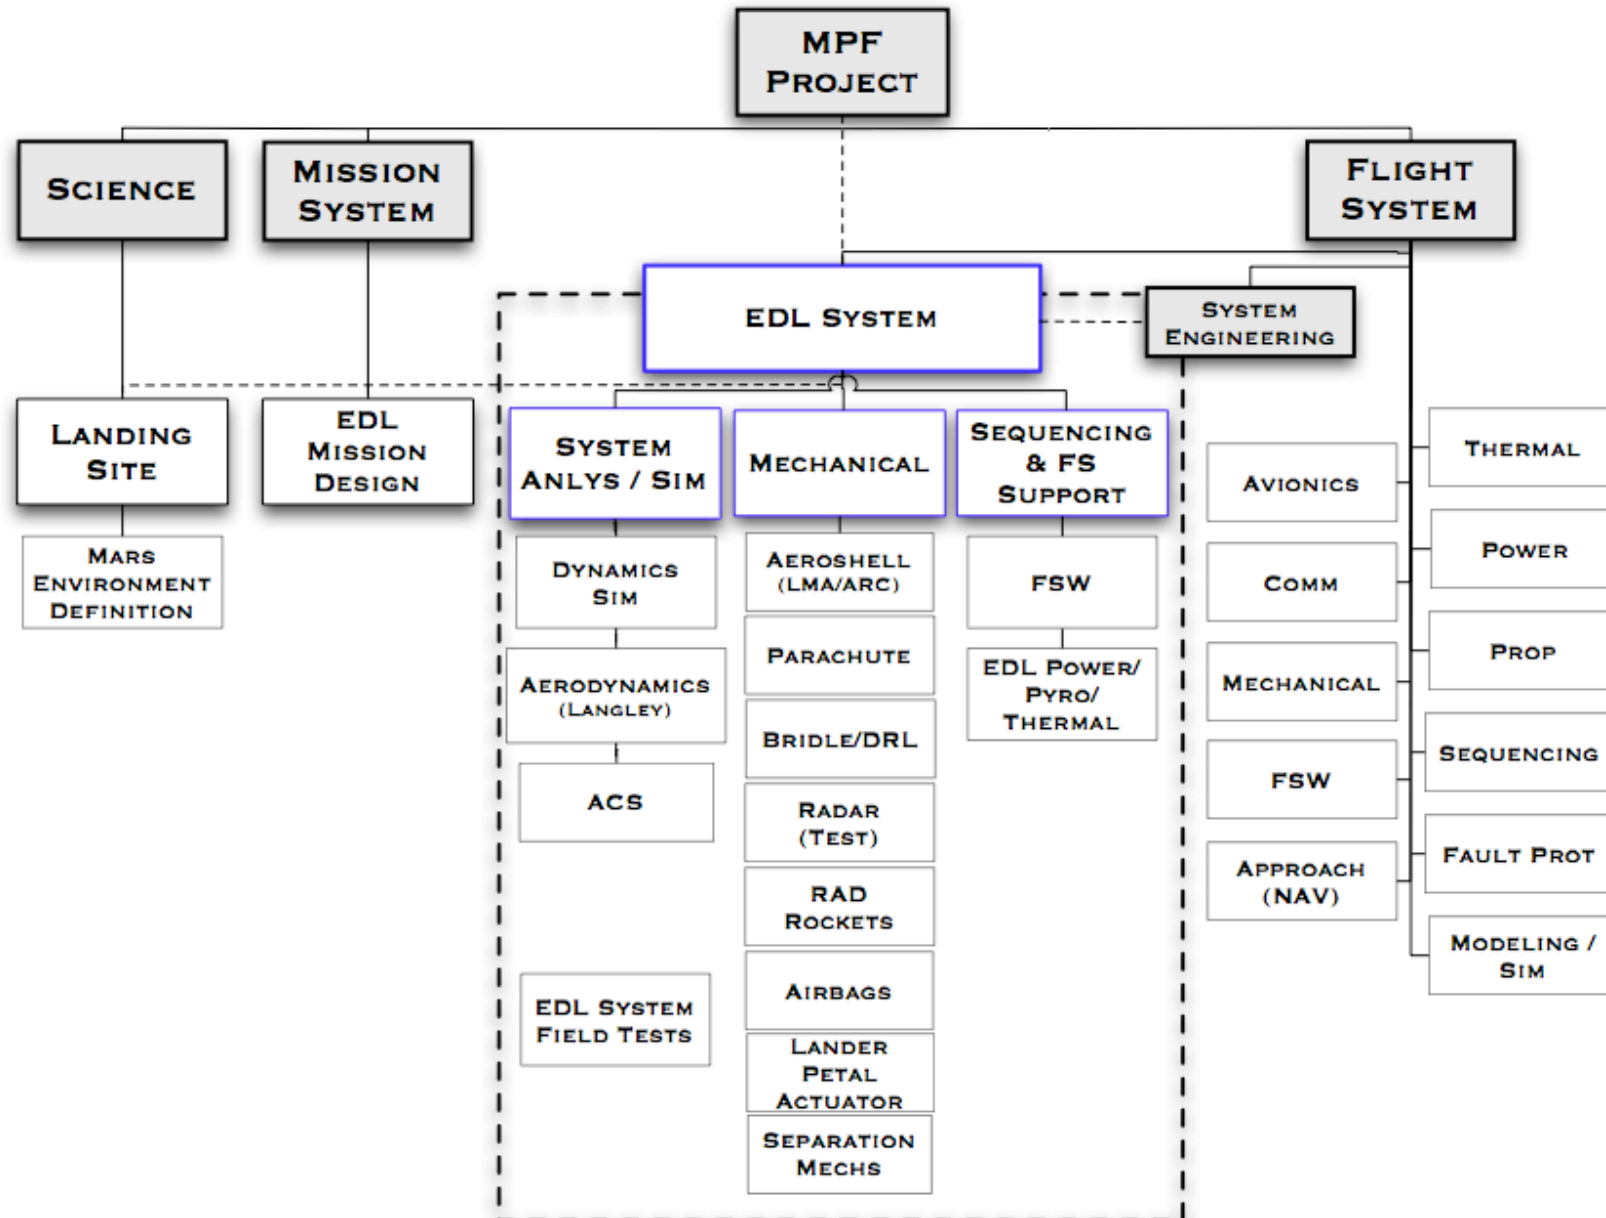 MPF
PROJECT
SCIENCE
MISSION
SYSTEM
FLIGHT
SYSTEM
EDL SYSTEM
SYSTEM
ENGINEERING
LANDING
SITE
EDL
MISSION
DESIGN
SYSTEM
ANLYS / SIM
MECHANICAL
SEQUENCING
& FS
SUPPORT
MARS
ENVIRONMENT
DEFINITION
DYNAMICS
SIM
AERODYNAMICS
(LANGLEY)
ACS
EDL SYSTEM
FIELD TESTS
AEROSHELL
(LMA/ARC)
PARACHUTE
BRIDLE/DRL
RADAR
(TEST)
RAD
ROCKETS
AIRBAGS
LANDER
PETAL
ACTUATOR
SEPARATION
MECHS
FSW
EDL POWER/
PYRO/
THERMAL
AVIONICS
COMM
MECHANICAL
FSW
APPROACH
(NAV)
THERMAL
POWER
PROP
SEQUENCING
FAULT PROT
MODELING /
SIM